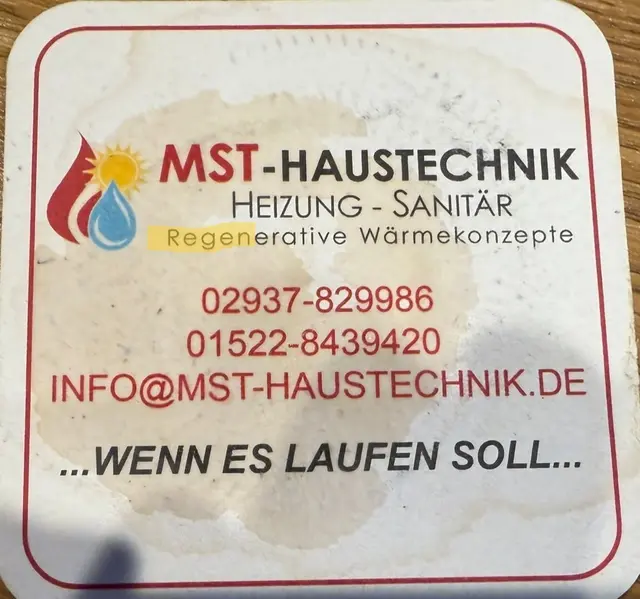 MST-HAUSTECHNIK
HEIZUNG - SANITÄR
Regenerative Wärmekonzepte
02937-829986
01522-8439420
INFO@MST-HAUSTECHNIK.DE
...WENN ES LAUFEN SOLL...